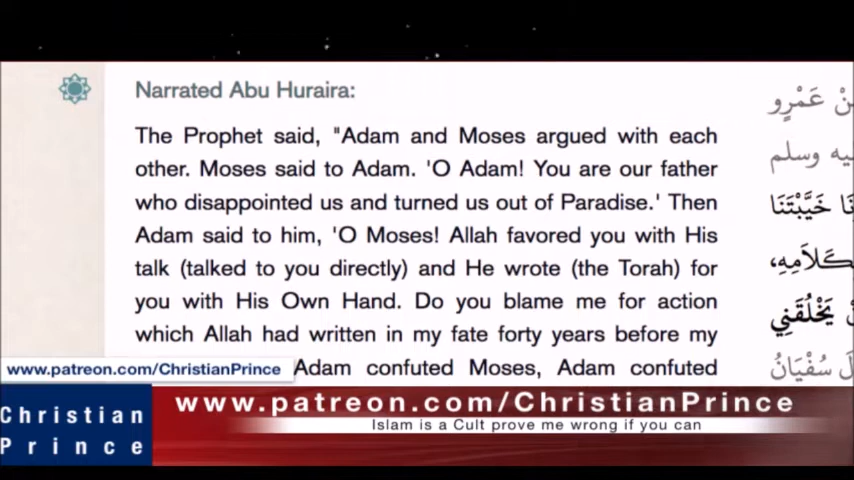 Narrated Abu Huraira:
The Prophet said, "Adam and Moses argued with each
other. Moses said to Adam. 'O Adam! You are our father
who disappointed us and turned us out of Paradise.' Then
Adam said to him, 'O Moses! Allah favored you with His
talk (talked to you directly) and He wrote (the Torah) for
you with His Own Hand. Do you blame me for action
which Allah had written in my fate forty years before my
Adam confuted Moses, Adam confuted
نْ عَمْرٍو
يه وسلم
نَا خَيَّبْتَنَا
كَلاَمِهِ،
نْ يَخْلُقَنِي
لَ سُفْيَانُ
www.patreon.com/ChristianPrince
Christian
Prince
www.patreon.com/ChristianPrince
Islam is a Cult prove me wrong if you can